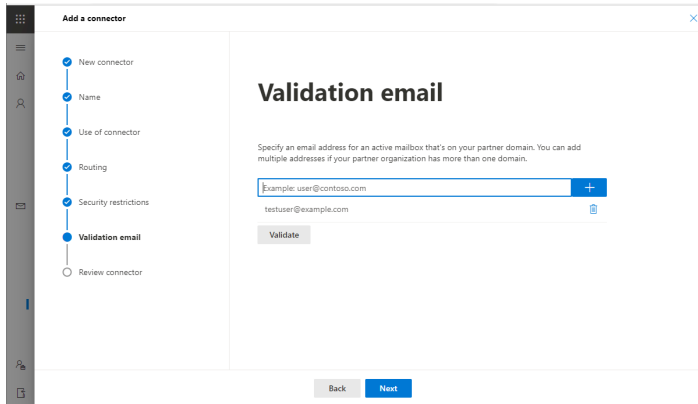 Add a connector
New connector
Name
Use of connector
Routing
Security restrictions
Validation email
Review connector
Validation email
Specify an email address for an active mailbox that's on your partner domain. You can add
multiple addresses if your partner organization has more than one domain.
Example: user@contoso.com
testuser@example.com
Validate
Back
Next